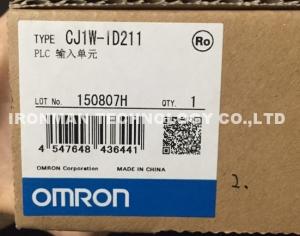 TYPE CJ1W-ID211
Ro
PLC 输入单元
LOT No. 150807H QTY. 1
IRONMAN TECHNOLOGY CO., LTD
4 547648 436441
OMRON Corporation MADE IN CHINA
OMRON
2.